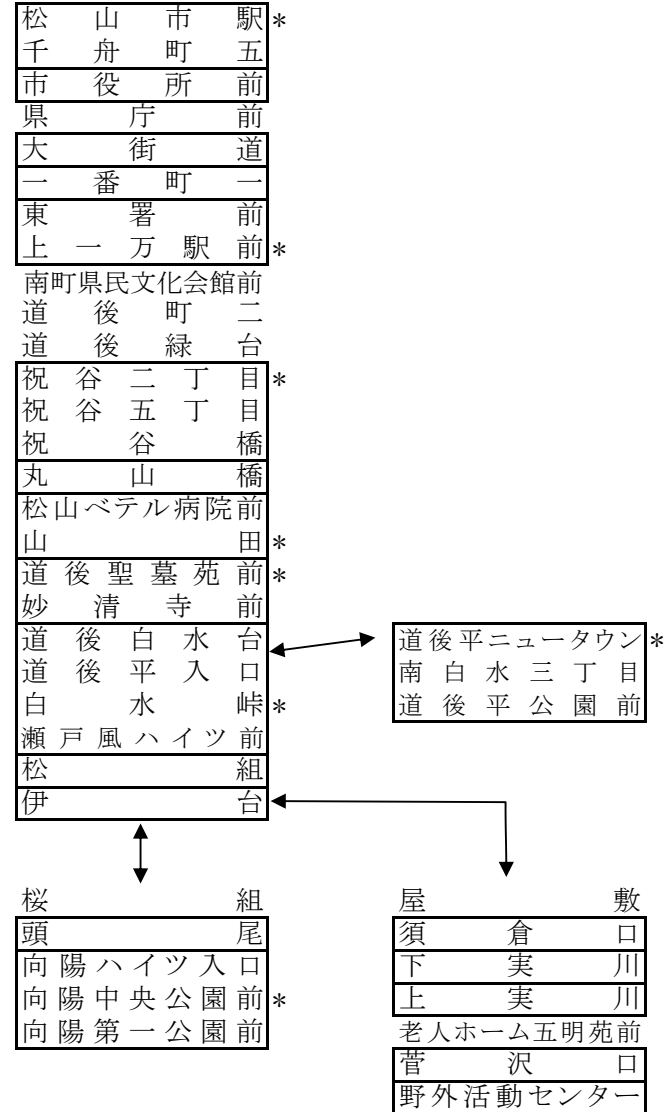 松山市駅*
千舟町五
市役所前
県庁前
大街道
一番町一
東署前
上一万駅前*
南町県民文化会館前
道後町二
道後緑台
祝谷二丁目*
祝谷五丁目
祝谷橋
丸山橋
松山ベテル病院前
山田*
道後聖墓苑前*
妙清寺前
道後白水台
道後平入口
白水峠*
瀬戸風ハイツ前
松組
伊台
道後平ニュータウン*
南白水三丁目
道後平公園前
桜組
頭尾
向陽ハイツ入口
向陽中央公園前*
向陽第一公園前
屋敷
須倉口
下実川
上実川
老人ホーム五明苑前
菅沢口
野外活動センター